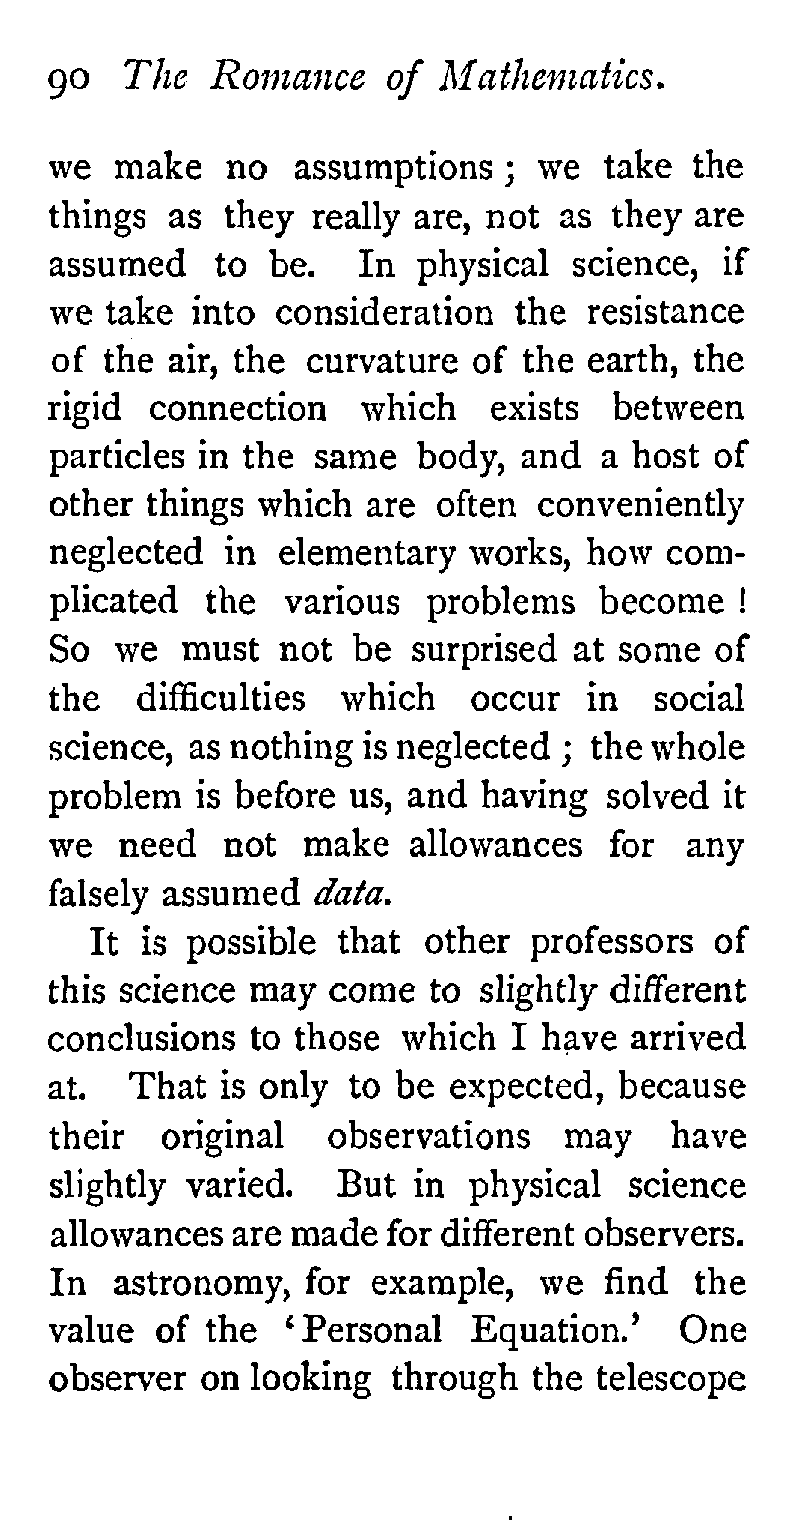 90 The Romance of Mathematics.
we make no assumptions ; we take the
things as they really are, not as they are
assumed to be. In physical science, if
we take into consideration the resistance
of the air, the curvature of the earth, the
rigid connection which exists between
particles in the same body, and a host of
other things which are often conveniently
neglected in elementary works, how com-
plicated the various problems become !
So we must not be surprised at some of
the difficulties which occur in social
science, as nothing is neglected ; the whole
problem is before us, and having solved it
we need not make allowances for any
falsely assumed data.
It is possible that other professors of
this science may come to slightly different
conclusions to those which I have arrived
at. That is only to be expected, because
their original observations may have
slightly varied. But in physical science
allowances are made for different observers.
In astronomy, for example, we find the
value of the ‘Personal Equation.’ One
observer on looking through the telescope